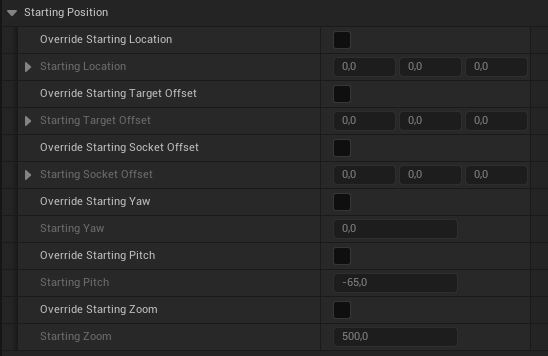 Starting Position
Override Starting Location
Starting Location 0,0 0,0 0,0
Override Starting Target Offset
Starting Target Offset 0,0 0,0 0,0
Override Starting Socket Offset
Starting Socket Offset 0,0 0,0 0,0
Override Starting Yaw
Starting Yaw 0,0
Override Starting Pitch
Starting Pitch -65,0
Override Starting Zoom
Starting Zoom 500,0